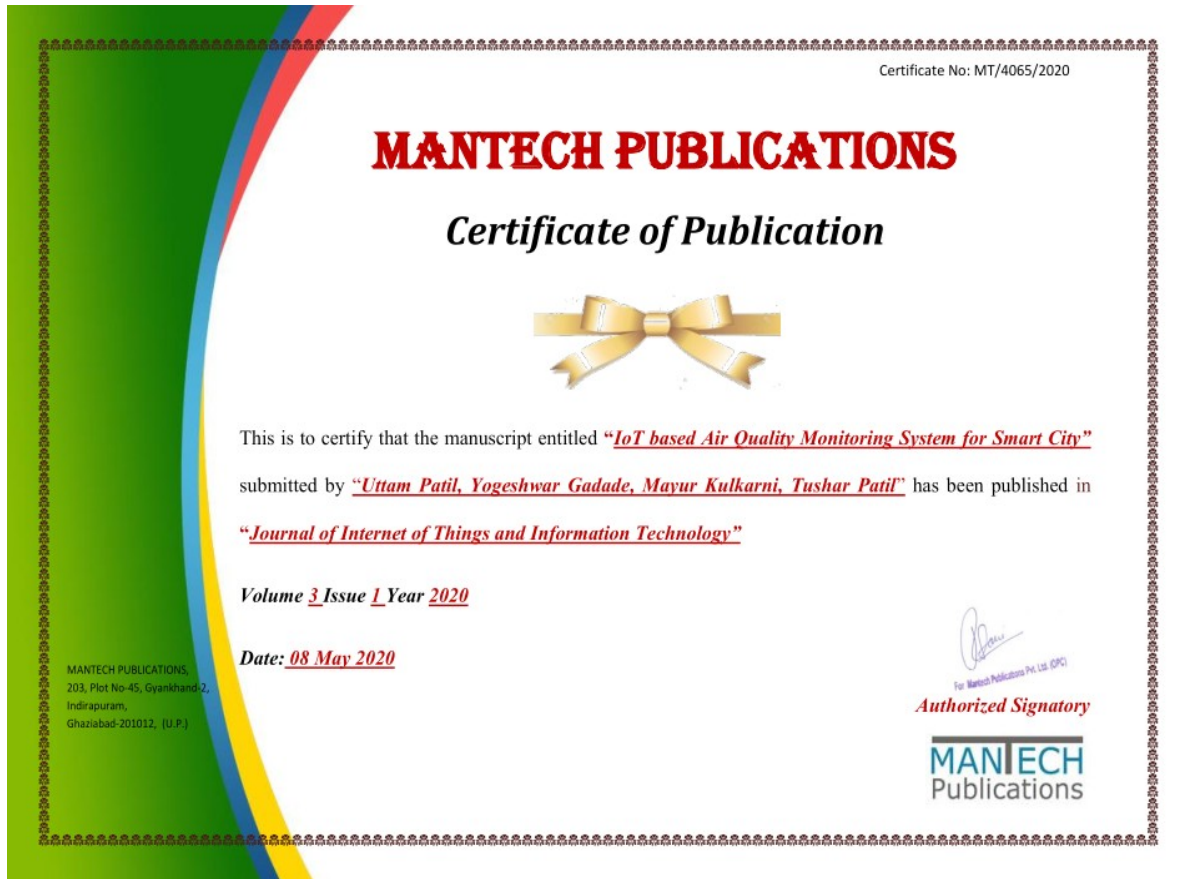 Certificate No: MT/4065/2020
MANTECH PUBLICATIONS
Certificate of Publication
This is to certify that the manuscript entitled “IoT based Air Quality Monitoring System for Smart City”
submitted by “Uttam Patil, Yogeshwar Gadade, Mayur Kulkarni, Tushar Patil” has been published in
“Journal of Internet of Things and Information Technology”
Volume 3 Issue 1 Year 2020
Date: 08 May 2020
MANTECH PUBLICATIONS,
203, Plot No-45, Gyankhand-2,
Indirapuram,
Ghaziabad-201012, (U.P.)
For Mantech Publications Pvt. Ltd. (OPC)
Authorized Signatory
MANTECH
Publications